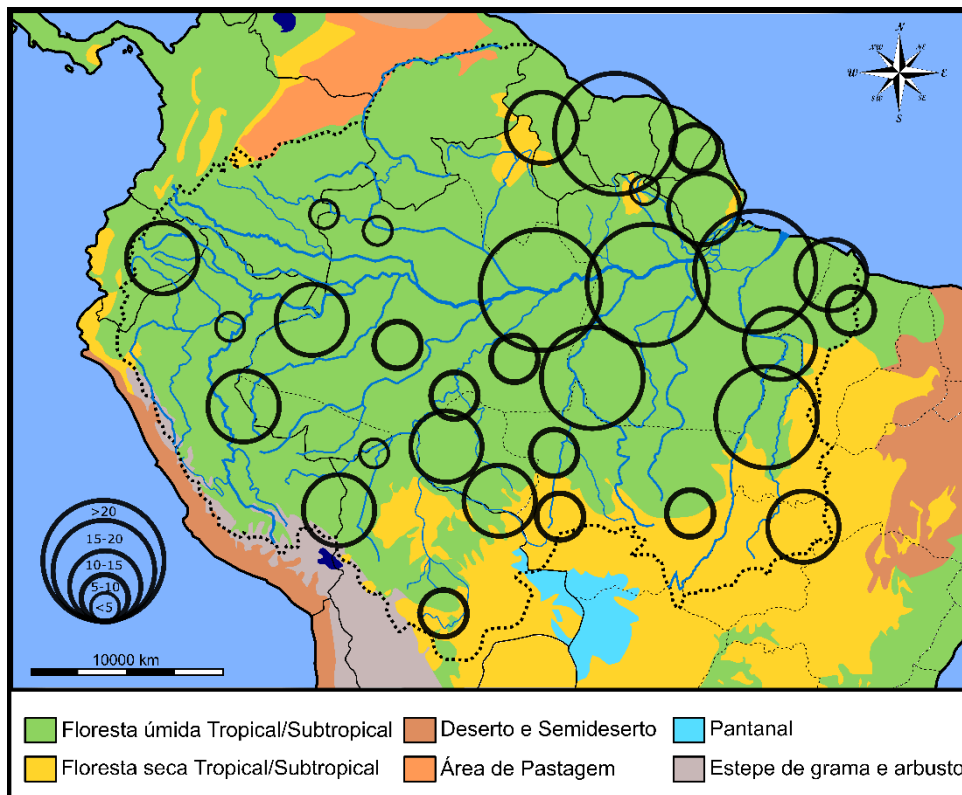 N
NW NE
W E
SW SE
S
>20
15-20
10-15
5-10
<5
10000 km
Floresta úmida Tropical/Subtropical
Deserto e Semideserto
Pantanal
Floresta seca Tropical/Subtropical
Área de Pastagem
Estepe de grama e arbusto